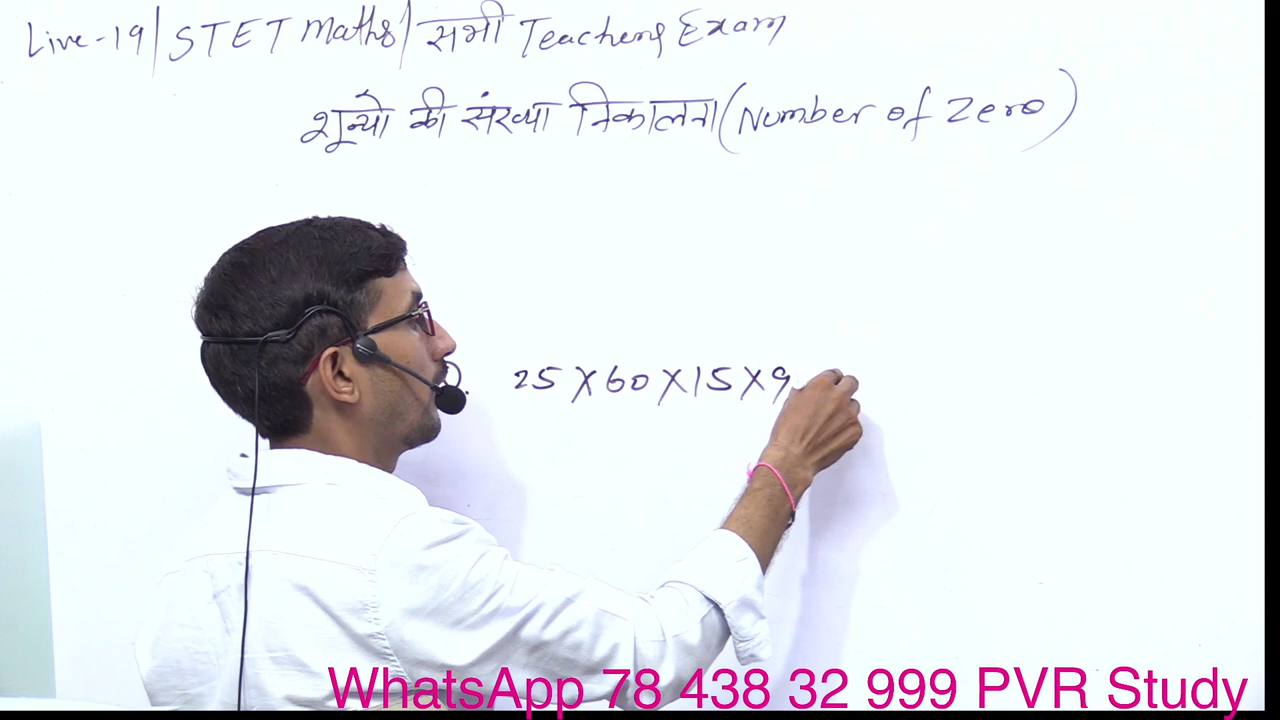 Live-19/STET Maths/सभी Teaching Exam
शून्यो की संख्या निकालना (Number of Zero)
25 X 60 X 15 X 9
WhatsApp 78 438 32 999 PVR Study